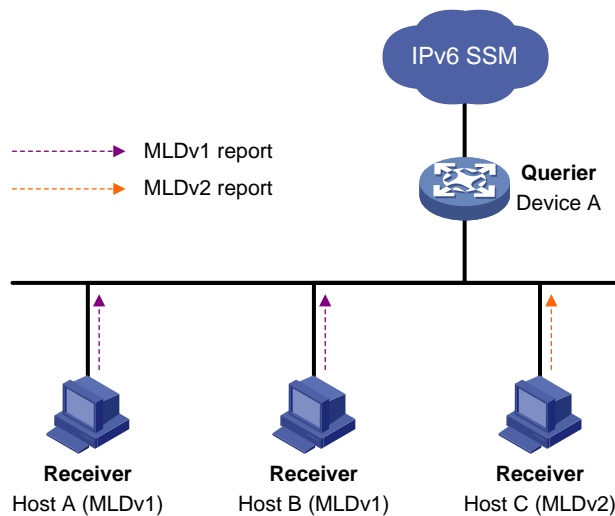 IPv6 SSM
MLDv1 report
MLDv2 report
Querier
Device A
Receiver
Host A (MLDv1)
Receiver
Host B (MLDv1)
Receiver
Host C (MLDv2)